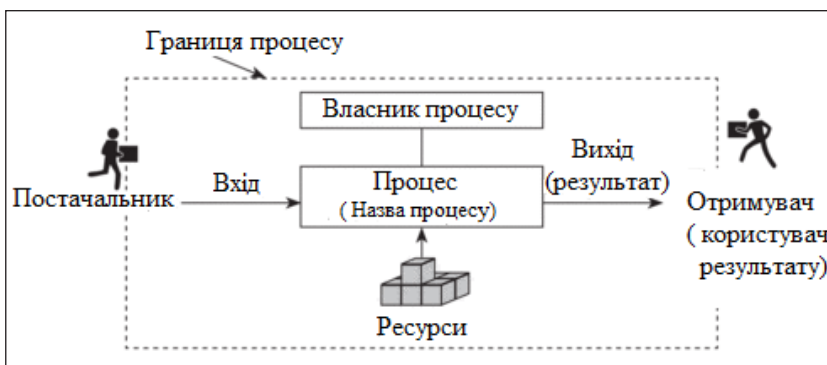 Границя процесу
Власник процесу
Постачальник
Вхід
Процес
( Назва процесу)
Вихід
(результат)
Отримувач
( користувач
результату)
Ресурси